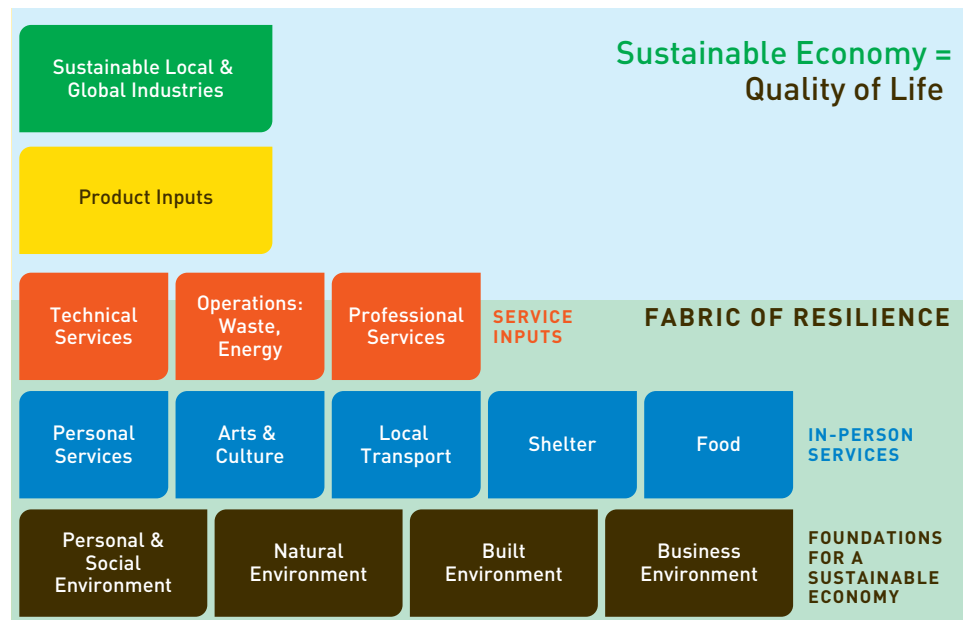 Sustainable Local &
Global Industries
Sustainable Economy =
Quality of Life
Product Inputs
Technical
Services
Operations:
Waste,
Energy
Professional
Services
SERVICE
INPUTS
FABRIC OF RESILIENCE
Personal
Services
Arts &
Culture
Local
Transport
Shelter
Food
IN-PERSON
SERVICES
Personal &
Social
Environment
Natural
Environment
Built
Environment
Business
Environment
FOUNDATIONS
FOR A
SUSTAINABLE
ECONOMY